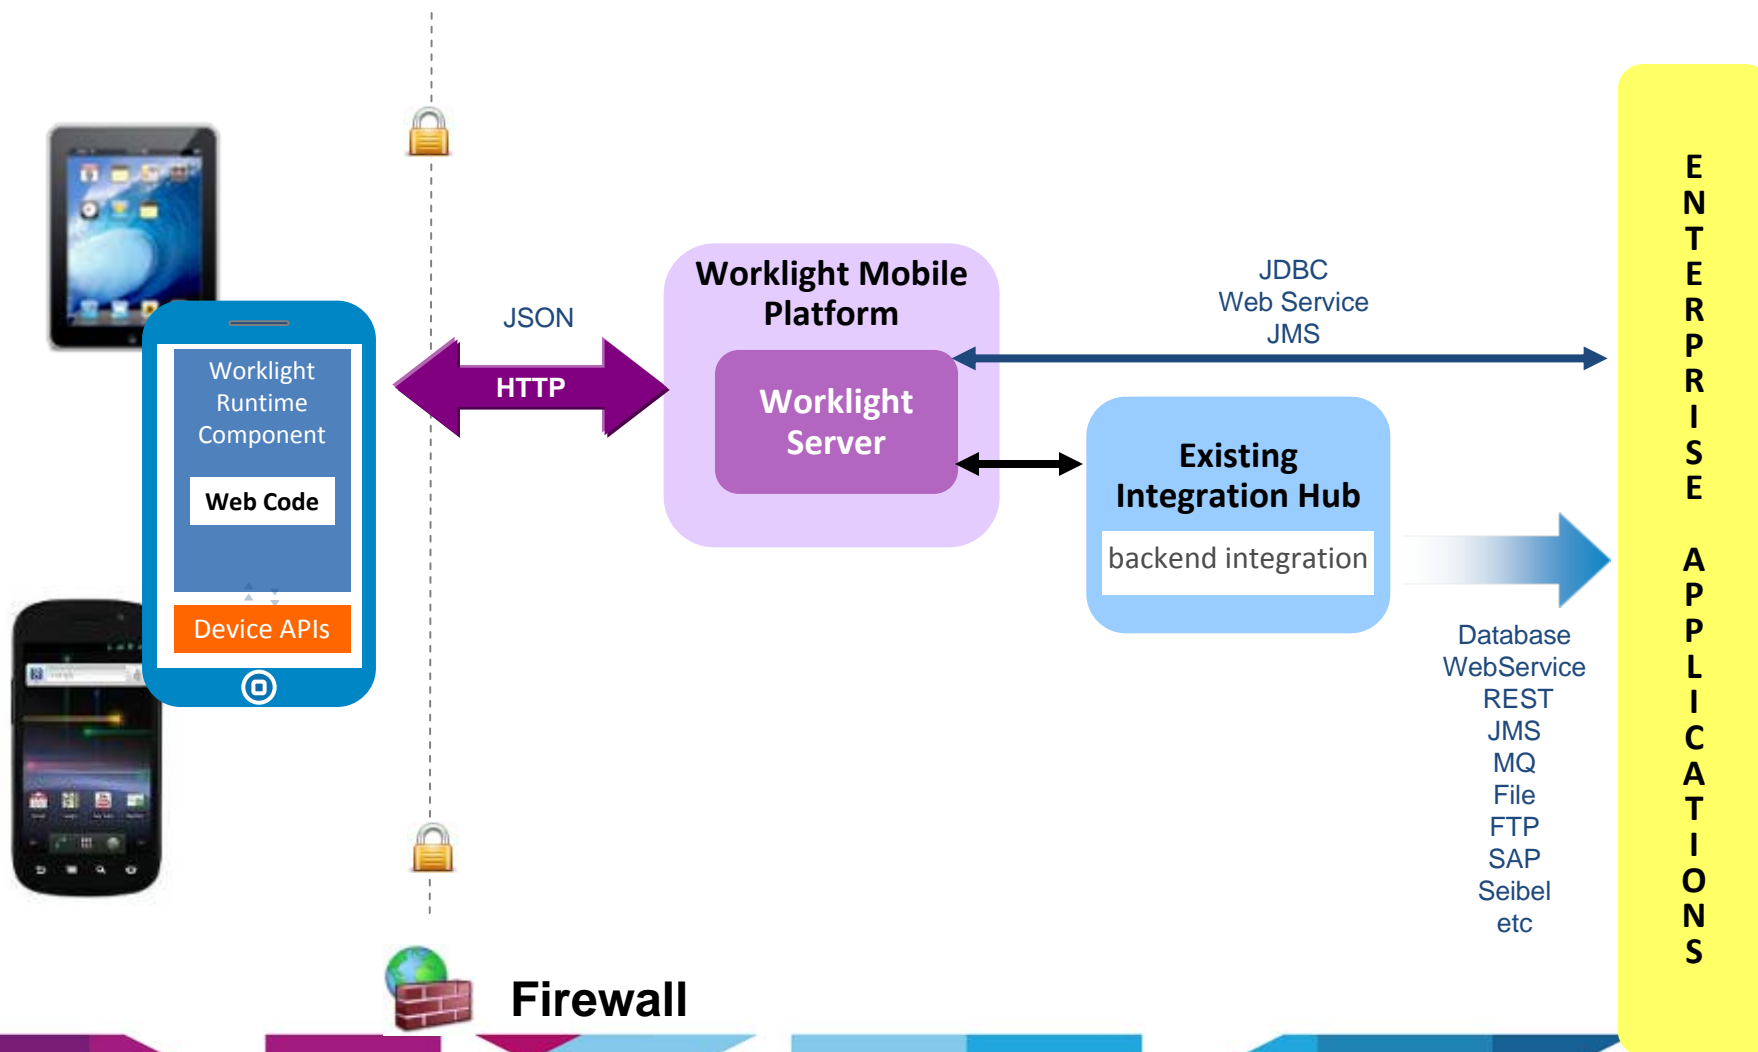 Worklight
Runtime
Component
Web Code
Device APIs
JSON
HTTP
Worklight Mobile
Platform
Worklight
Server
JDBC
Web Service
JMS
Existing
Integration Hub
backend integration
Database
WebService
REST
JMS
MQ
File
FTP
SAP
Seibel
etc
ENTERPRISE
APPLICATIONS
Firewall